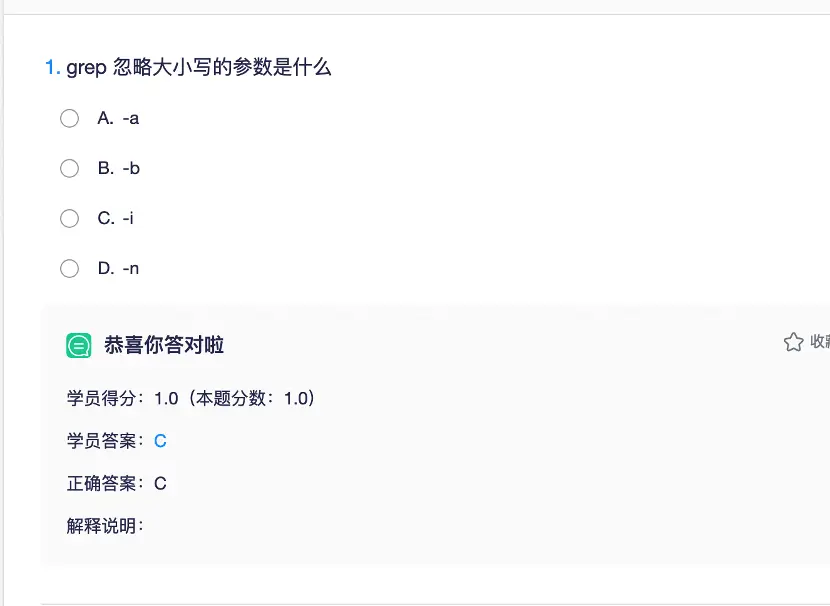 1. grep 忽略大小写的参数是什么
A. -a
B. -b
C. -i
D. -n
恭喜你答对啦
收
学员得分：1.0（本题分数：1.0）
学员答案：C
正确答案：C
解释说明：